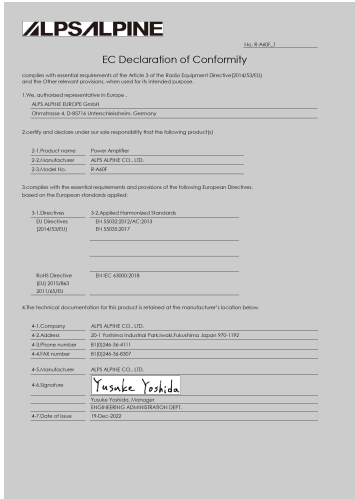 ALPSALPINE
No. R-A60F_1
EC Declaration of Conformity
complies with essential requirements of the Article 3 of the Radio Equipment Directive(2014/53/EU)
and the Other relevant provisions, when used for its intended purpose.
1.We, authorized representative in Europe ,
ALPS ALPINE EUROPE GmbH
Ohmstrasse 4, D-85716 Unterschleissheim, Germany
2.certify and declare under our sole responsibility that the following product(s)
2-1.Product name Power Amplifier
2-2.Manufacturer ALPS ALPINE CO., LTD.
2-3.Model No. R-A60F
3.complies with the essential requirements and provisions of the following European Directives,
based on the European standards applied:
3-1.Directives 3-2.Applied Harmonized Standards
EU Directives EN 55032:2012/AC:2013
(2014/53/EU) EN 55035:2017
RoHS Directive EN IEC 63000:2018
(EU) 2015/863
2011/65/EU
4.The technical documentation for this product is retained at the manufacturer's location below.
4-1.Company ALPS ALPINE CO., LTD.
4-2.Address 20-1 Yoshima Industrial Park,Iwaki,Fukushima Japan 970-1192
4-3.Phone number 81(0)246-36-4111
4-4.FAX number 81(0)246-36-8307
4-5.Manufacturer ALPS ALPINE CO., LTD.
4-6.Signature Yusuke Yoshida
Yusuke Yoshida, Manager
ENGINEERING ADMINISTRATION DEPT.
4-7.Date of issue 19-Dec-2022